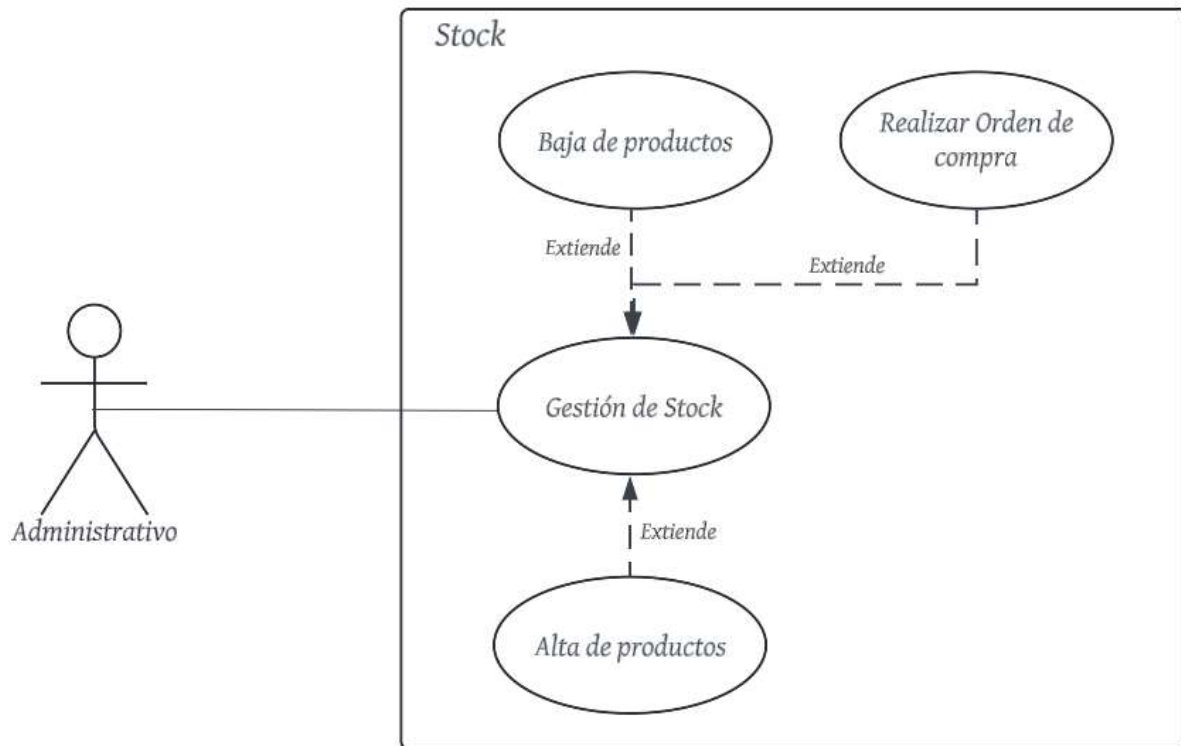 Stock
Baja de productos
Realizar Orden de
compra
Extiende
Extiende
Gestión de Stock
Administrativo
Extiende
Alta de productos